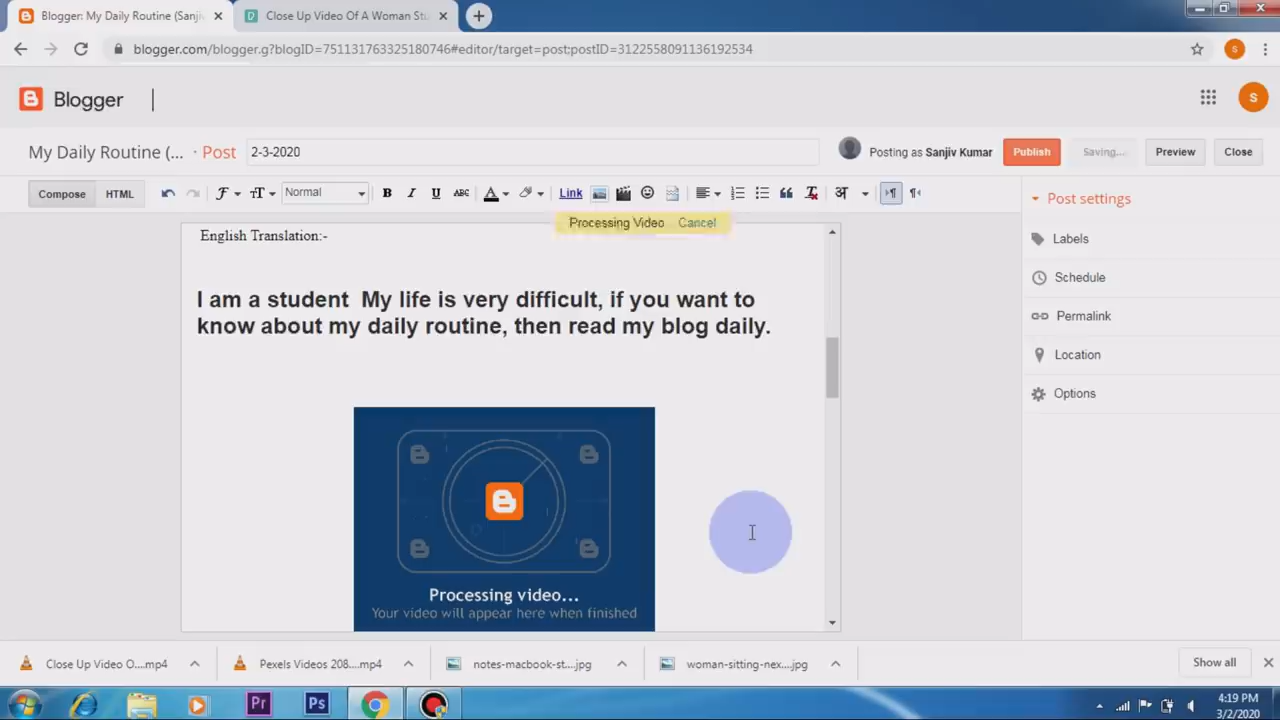 Blogger: My Daily Routine (Sanj
Close Up Video Of A Woman Stu
blogger.com/blogger.g?blogID=751131763325180746#editor/target=post;postID=3122558091136192534
S
Blogger
S
My Daily Routine (... · Post
2-3-2020
Posting as Sanjiv Kumar
Publish
Saving...
Preview
Close
Compose
HTML
Normal
B I U ABC
A
Link
अ
Processing Video Cancel
Post settings
Labels
Schedule
Permalink
Location
Options
English Translation:-
I am a student My life is very difficult, if you want to
know about my daily routine, then read my blog daily.
Processing video...
Your video will appear here when finished
Close Up Video O....mp4
Pexels Videos 208....mp4
notes-macbook-st....jpg
woman-sitting-nex....jpg
Show all
Pr
Ps
4:19 PM
3/2/2020